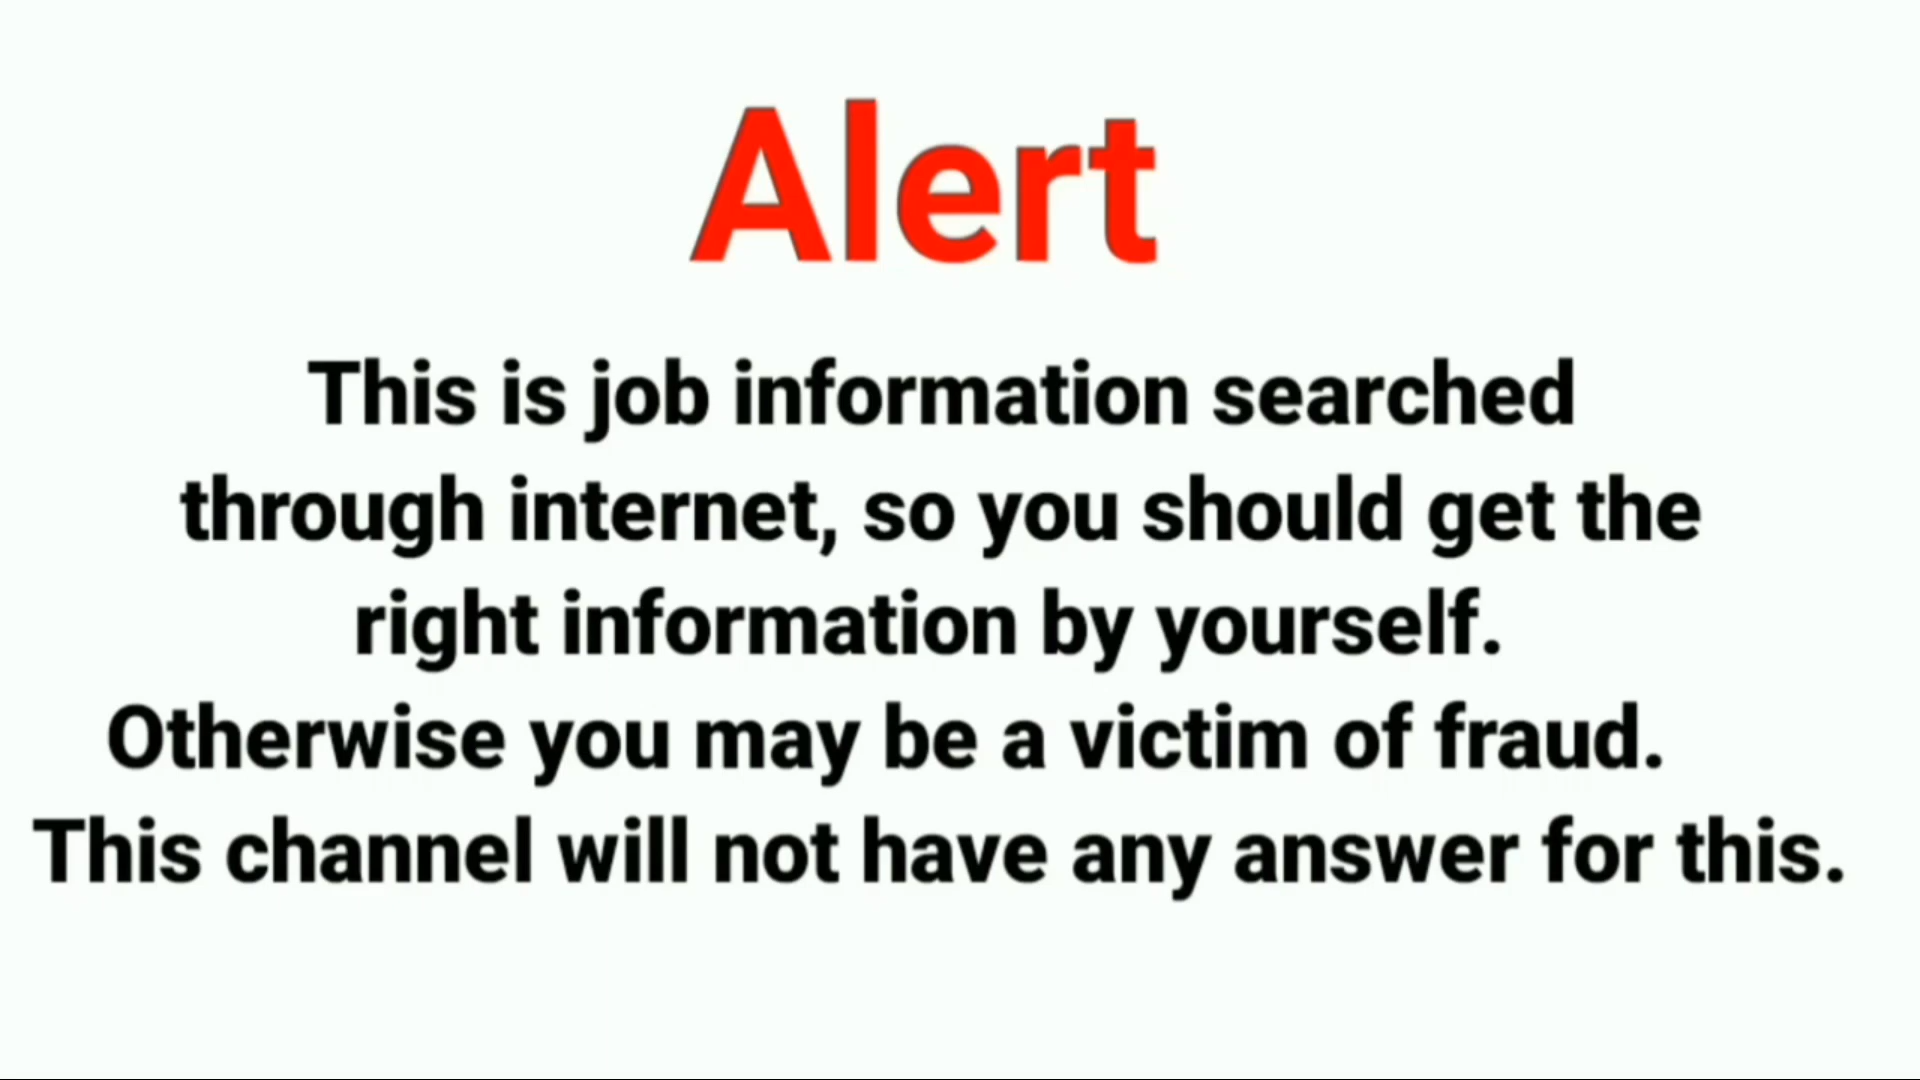 Alert
This is job information searched
through internet, so you should get the
right information by yourself.
Otherwise you may be a victim of fraud.
This channel will not have any answer for this.